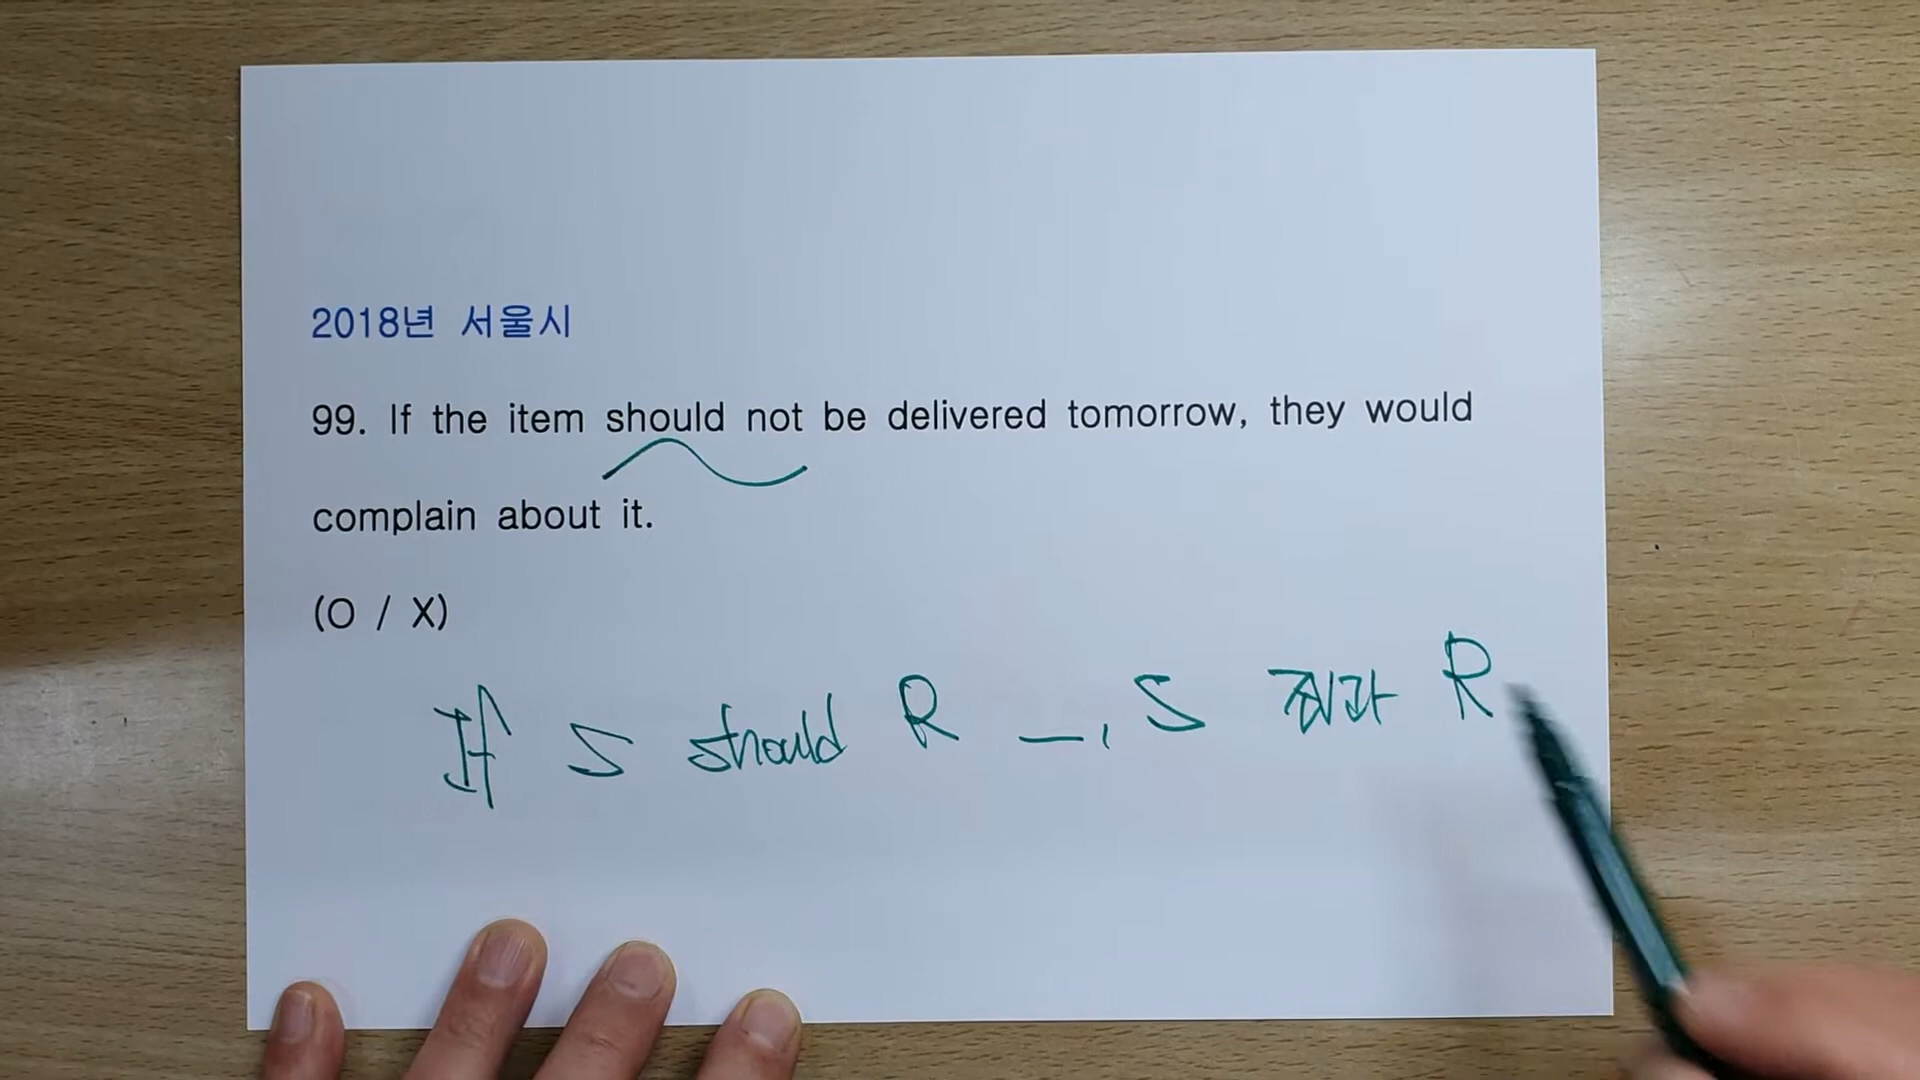 2018년 서울시
99. If the item should not be delivered tomorrow, they would
complain about it.
(O / X)
If S should R _, S 조과 R